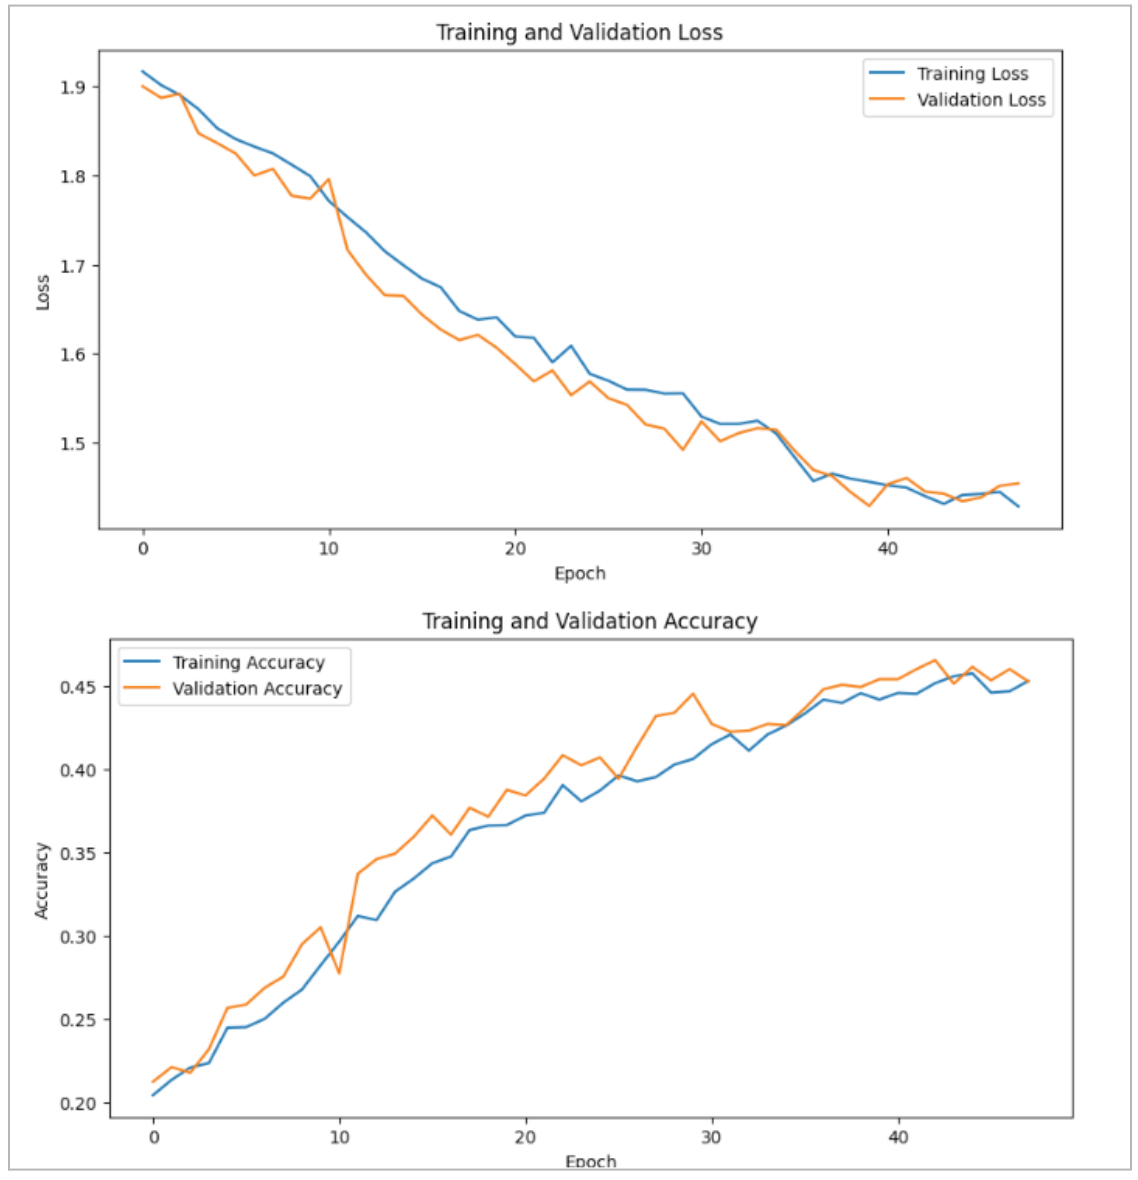 Training and Validation Loss
Training Loss
Validation Loss
1.9
1.8
1.7
1.6
1.5
Loss
0 10 20 30 40
Epoch
Training and Validation Accuracy
Training Accuracy
Validation Accuracy
0.45
0.40
0.35
0.30
0.25
0.20
Accuracy
0 10 20 30 40
Epoch